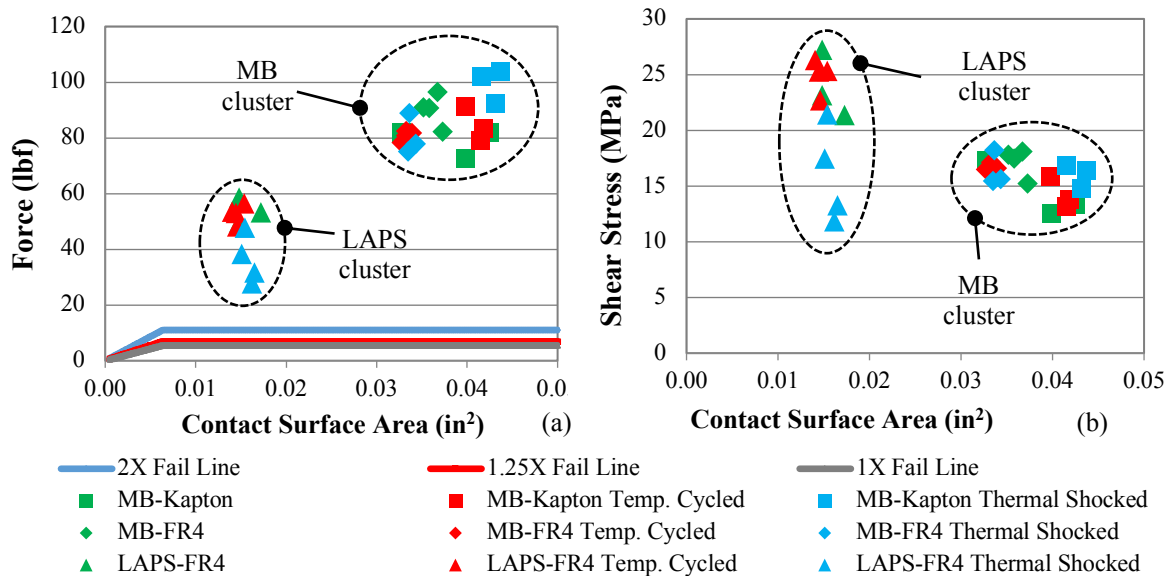 120
100
80
60
40
20
0
Force (lbf)
MB
cluster
LAPS
cluster
0.00
0.01
0.02
0.03
0.04
0.0
Contact Surface Area (in²)
(a)
30
25
20
15
10
5
0
Shear Stress (MPa)
LAPS
cluster
MB
cluster
0.00
0.01
0.02
0.03
0.04
0.05
Contact Surface Area (in²)
(b)
2X Fail Line
1.25X Fail Line
1X Fail Line
MB-Kapton
MB-Kapton Temp. Cycled
MB-Kapton Thermal Shocked
MB-FR4
MB-FR4 Temp. Cycled
MB-FR4 Thermal Shocked
LAPS-FR4
LAPS-FR4 Temp. Cycled
LAPS-FR4 Thermal Shocked